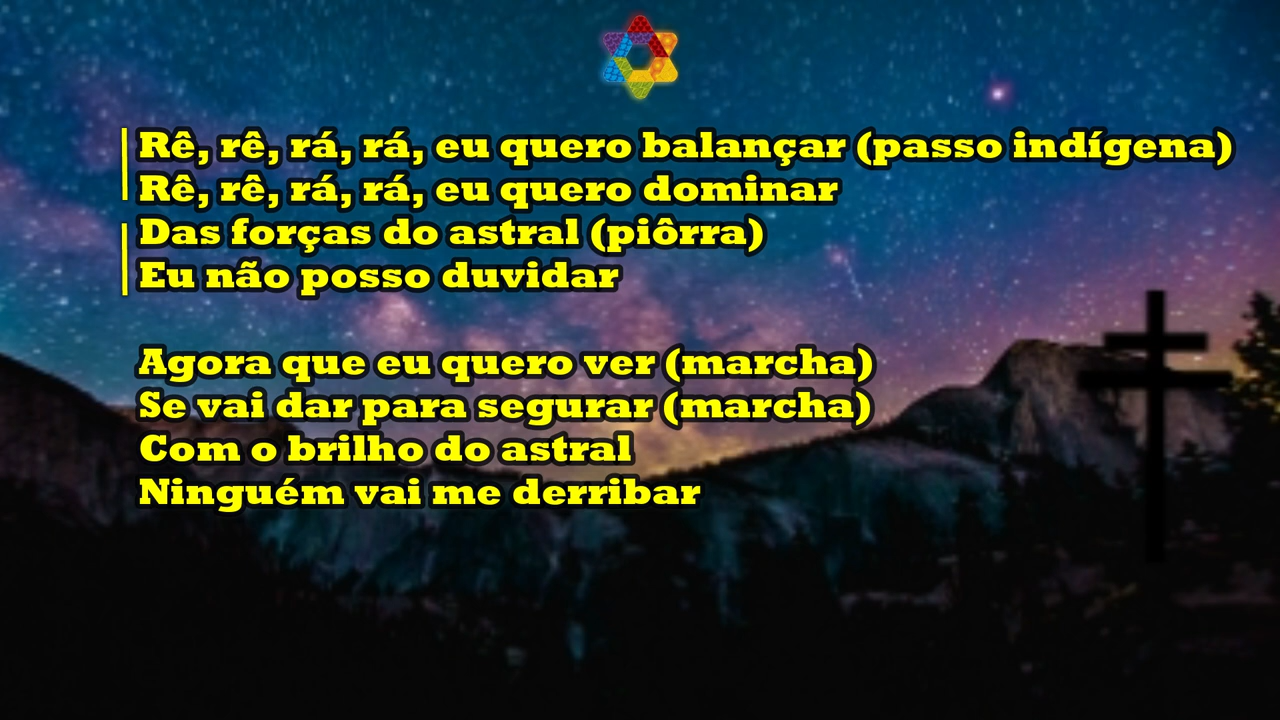 Rê, rê, rá, rá, eu quero balançar (passo indígena)
Rê, rê, rá, rá, eu quero dominar
Das forças do astral (piôrra)
Eu não posso duvidar
Agora que eu quero ver (marcha)
Se vai dar para segurar (marcha)
Com o brilho do astral
Ninguém vai me derribar